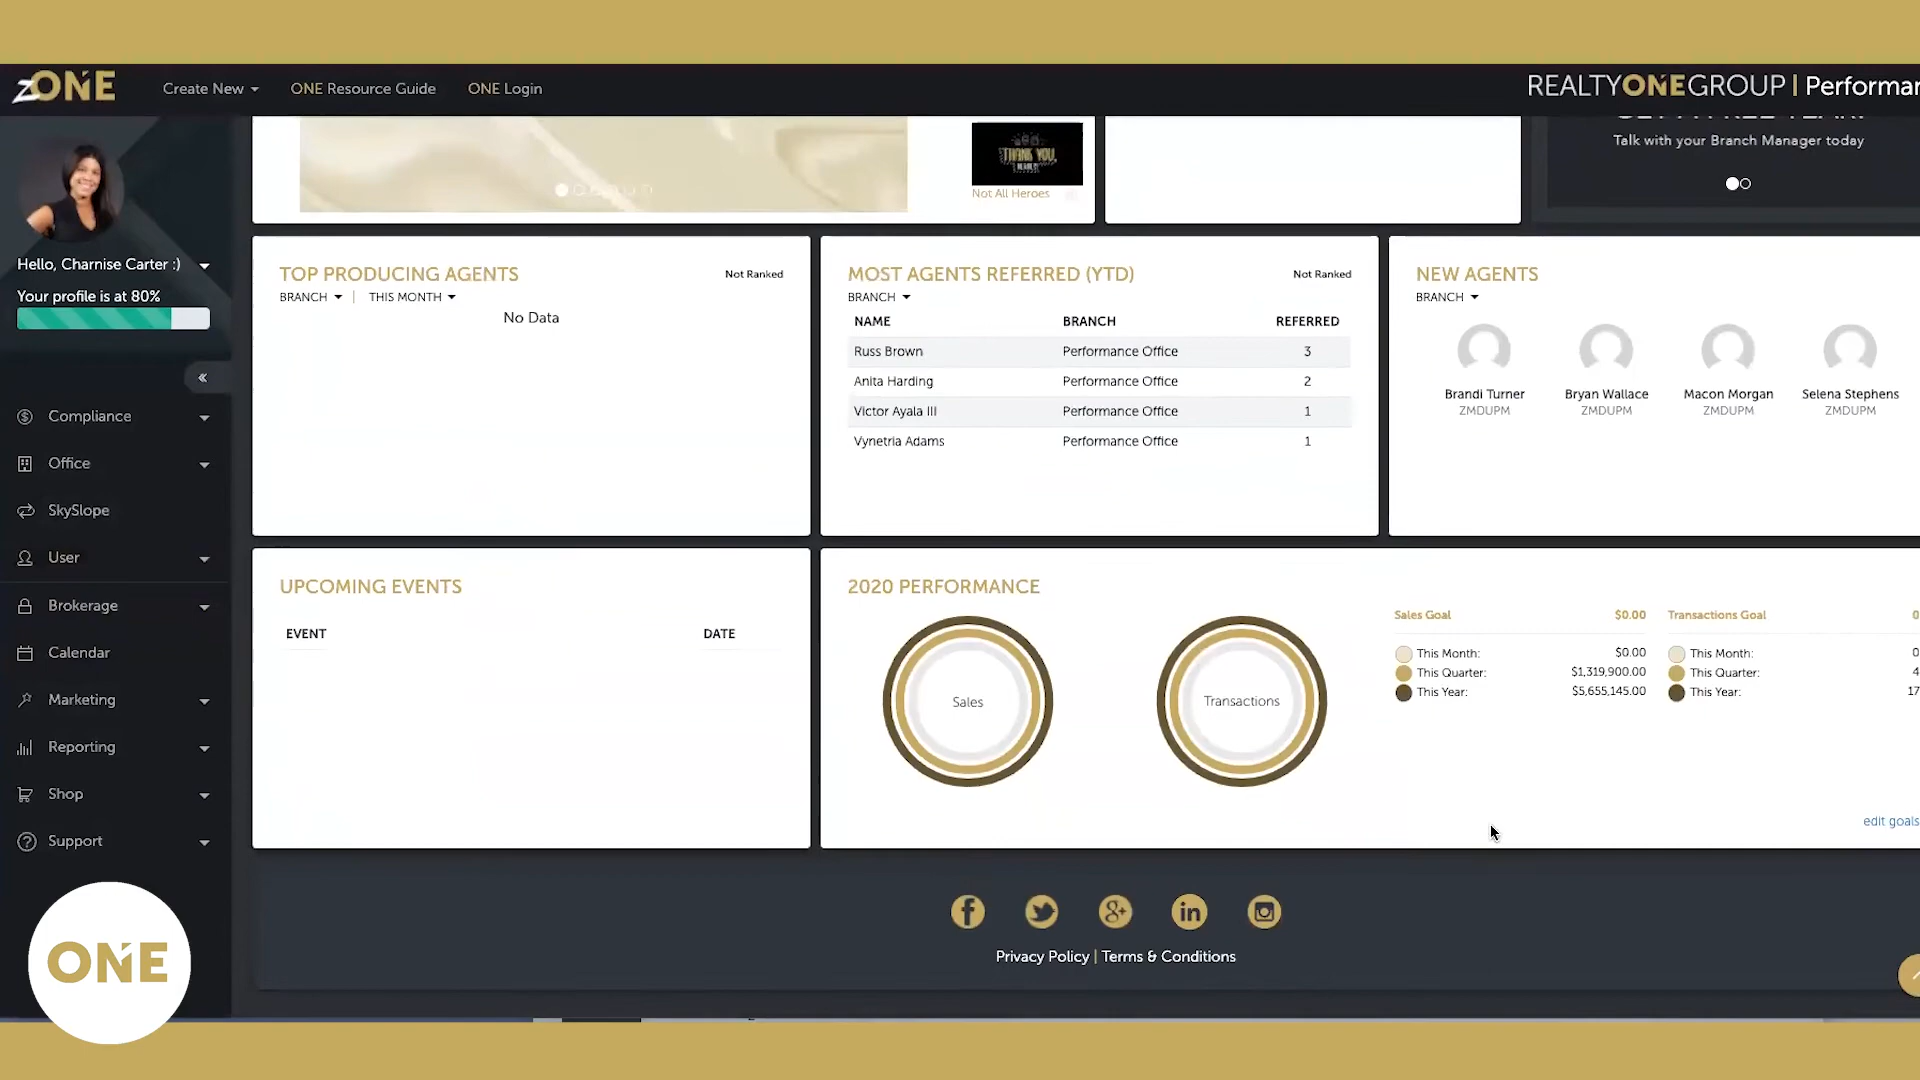 zONE
Create New
ONE Resource Guide
ONE Login
REALTYONEGROUP | Performan
Talk with your Branch Manager today
THANK YOU,
Not All Heroes
Hello, Charnise Carter :)
Your profile is at 80%
«
Compliance
Office
SkySlope
User
Brokerage
Calendar
Marketing
Reporting
Shop
Support
ONE
TOP PRODUCING AGENTS
Not Ranked
BRANCH | THIS MONTH
No Data
MOST AGENTS REFERRED (YTD)
Not Ranked
BRANCH
NAME BRANCH REFERRED
Russ Brown Performance Office 3
Anita Harding Performance Office 2
Victor Ayala III Performance Office 1
Vynetria Adams Performance Office 1
NEW AGENTS
BRANCH
Brandi Turner Bryan Wallace Macon Morgan Selena Stephens
ZMDUPM ZMDUPM ZMDUPM ZMDUPM
UPCOMING EVENTS
EVENT DATE
2020 PERFORMANCE
Sales
Transactions
Sales Goal $0.00
This Month: $0.00
This Quarter: $1,319,900.00
This Year: $5,655,145.00
Transactions Goal 0
This Month: 0
This Quarter: 4
This Year: 17
edit goals
Privacy Policy | Terms & Conditions